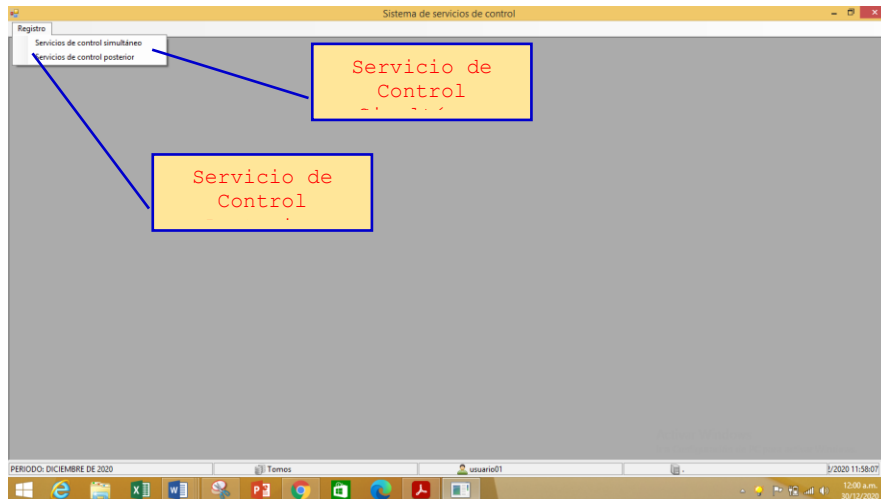 Sistema de servicios de control
Registro
Servicios de control simultáneo
Servicios de control posterior
Servicio de
Control
Servicio de
Control
PERIODO: DICIEMBRE DE 2020
Tomos
usuario01
/2020 11:58:07
12:00 a.m.
30/12/2020